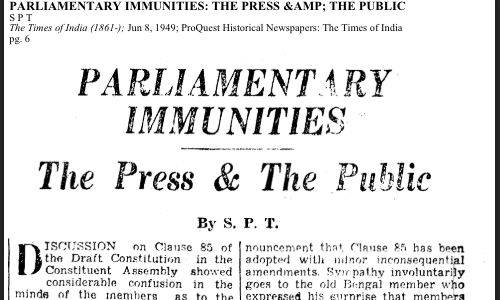 PARLIAMENTARY IMMUNITIES: THE PRESS &AMP; THE PUBLIC
S P T
The Times of India (1861-); Jun 8, 1949; ProQuest Historical Newspapers: The Times of India
pg. 6
PARLIAMENTARY
IMMUNITIES
The Press & The Public
By S. P. T.
DISCUSSION on Clause 85 of
the Draft Constitution in the
Constituent Assembly showed
considerable confusion in the
minds of the members as to the
nouncement that Clause 85 has been
adopted with minor inconsequential
amendments. Sympathy involuntarily
goes to the old Bengal member who
expressed his surprise that members